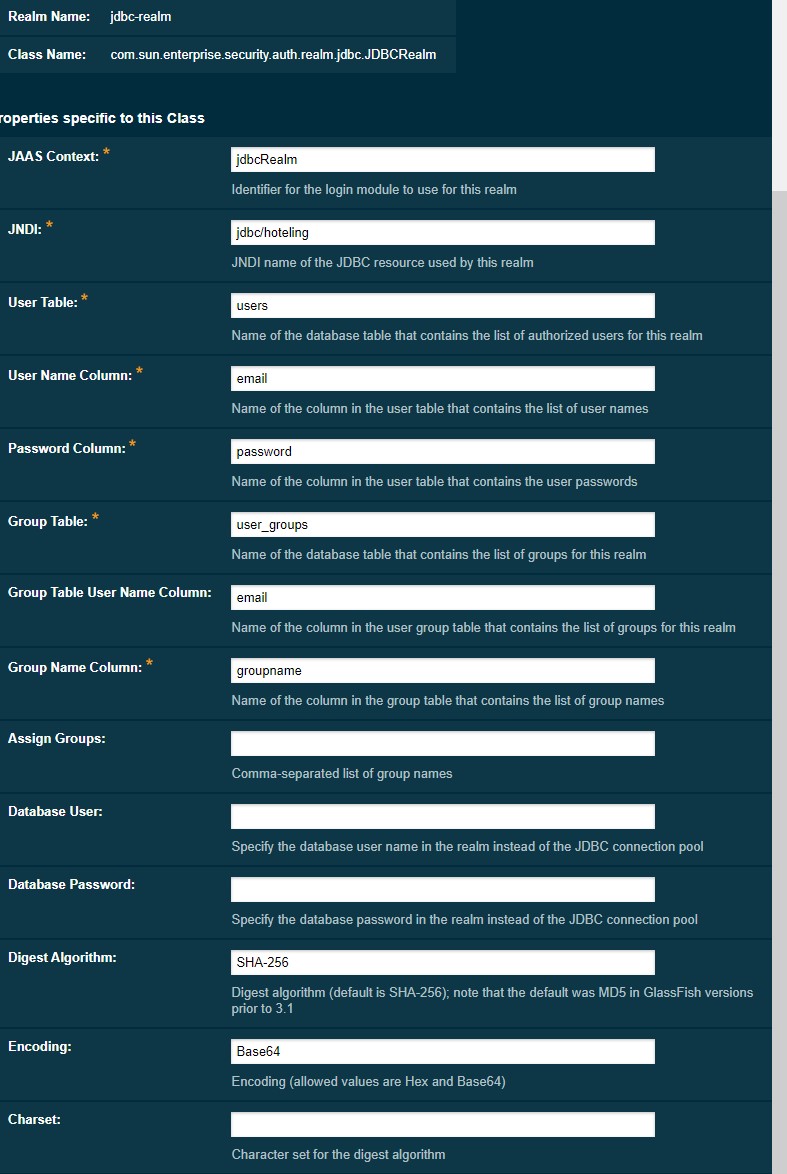 Realm Name: jdbc-realm
Class Name: com.sun.enterprise.security.auth.realm.jdbc.JDBCRealm
roperties specific to this Class
JAAS Context: *
jdbcRealm
Identifier for the login module to use for this realm
JNDI: *
jdbc/hoteling
JNDI name of the JDBC resource used by this realm
User Table: *
users
Name of the database table that contains the list of authorized users for this realm
User Name Column: *
email
Name of the column in the user table that contains the list of user names
Password Column: *
password
Name of the column in the user table that contains the user passwords
Group Table: *
user_groups
Name of the database table that contains the list of groups for this realm
Group Table User Name Column:
email
Name of the column in the user group table that contains the list of groups for this realm
Group Name Column: *
groupname
Name of the column in the group table that contains the list of group names
Assign Groups:
Comma-separated list of group names
Database User:
Specify the database user name in the realm instead of the JDBC connection pool
Database Password:
Specify the database password in the realm instead of the JDBC connection pool
Digest Algorithm:
SHA-256
Digest algorithm (default is SHA-256); note that the default was MD5 in GlassFish versions
prior to 3.1
Encoding:
Base64
Encoding (allowed values are Hex and Base64)
Charset:
Character set for the digest algorithm